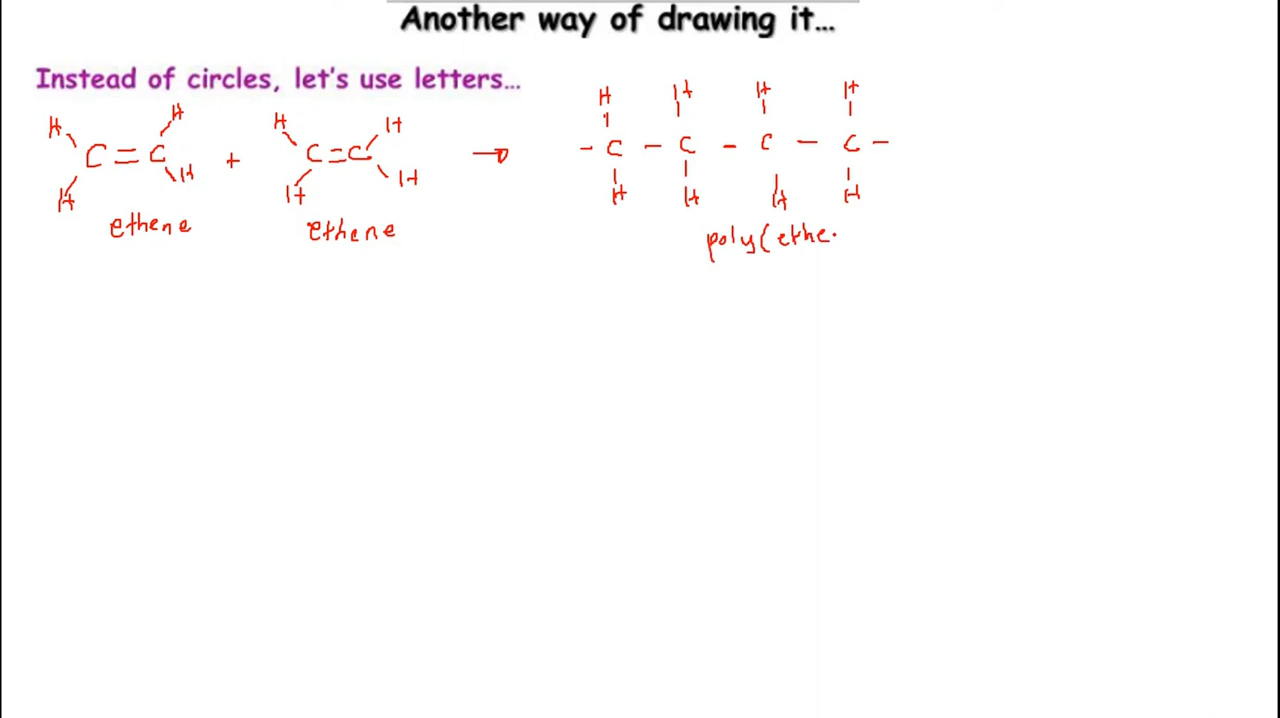 Another way of drawing it...
Instead of circles, let's use letters...
H H H H H H H H
C = C + C = C → - C - C - C - C -
H H H H H H H H
ethene ethene poly(ethe